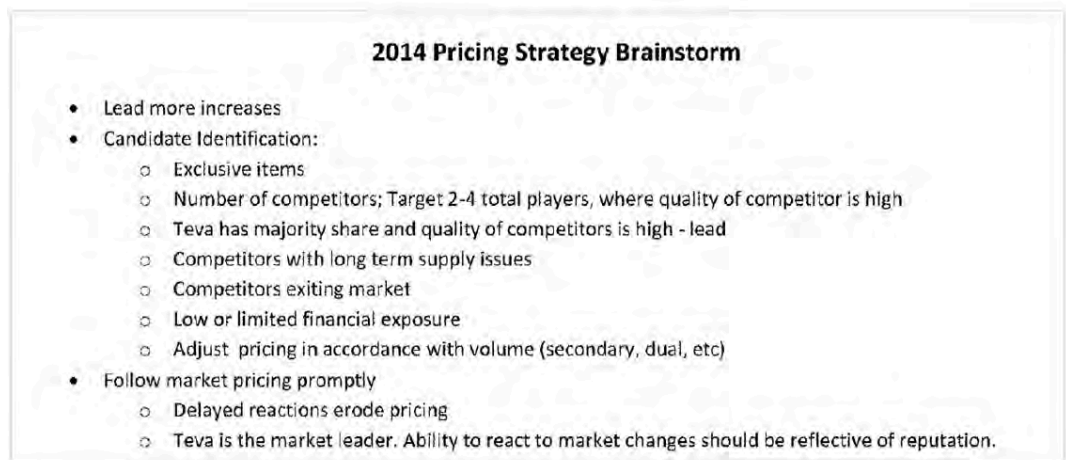 2014 Pricing Strategy Brainstorm
• Lead more increases
• Candidate Identification:
o Exclusive items
o Number of competitors; Target 2-4 total players, where quality of competitor is high
o Teva has majority share and quality of competitors is high - lead
o Competitors with long term supply issues
o Competitors exiting market
o Low or limited financial exposure
o Adjust pricing in accordance with volume (secondary, dual, etc)
• Follow market pricing promptly
o Delayed reactions erode pricing
o Teva is the market leader. Ability to react to market changes should be reflective of reputation.